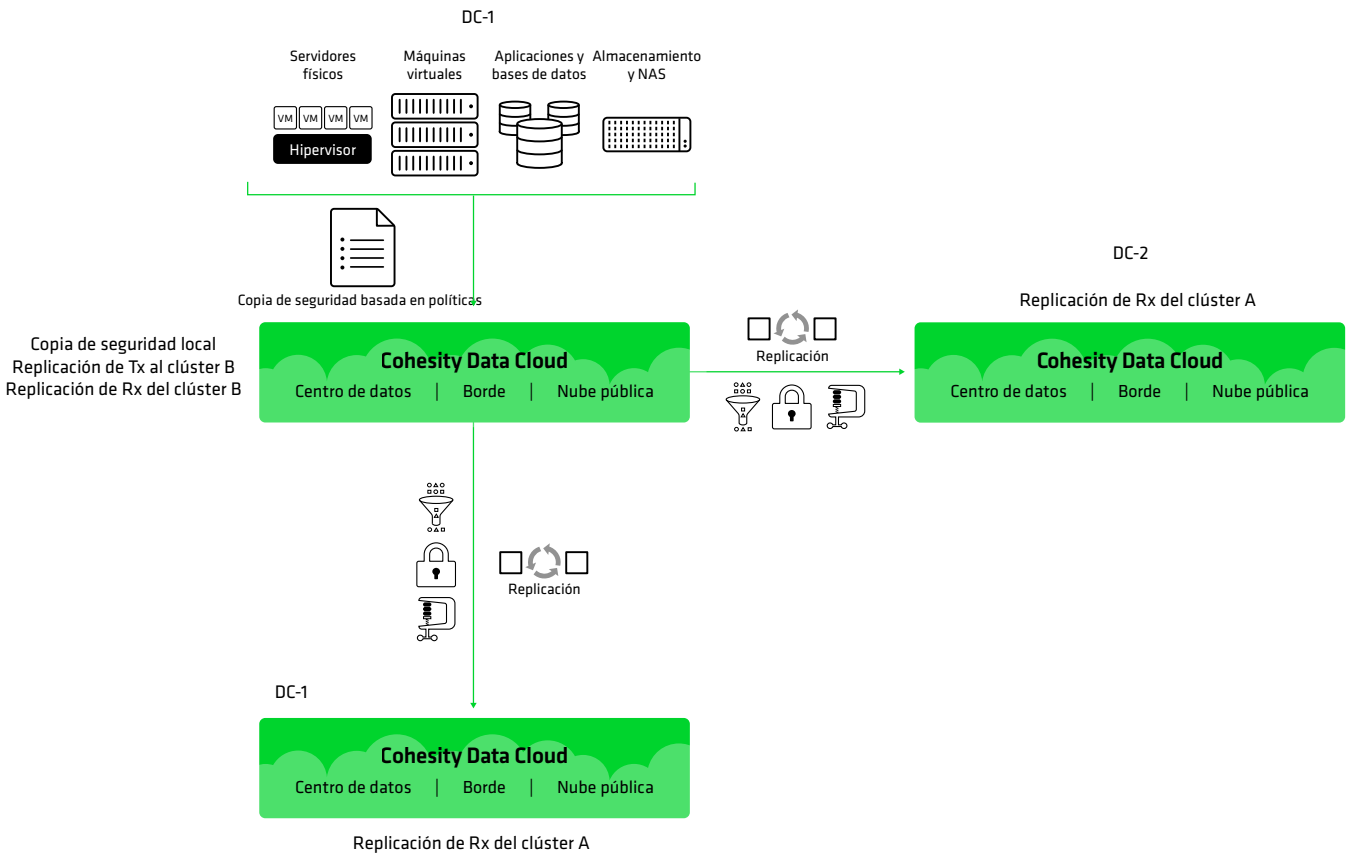 DC-1
Servidores
físicos
Máquinas
virtuales
Aplicaciones y
bases de datos
Almacenamiento
y NAS
VM VM VM VM
Hipervisor
Copia de seguridad basada en políticas
Copia de seguridad local
Replicación de Tx al clúster B
Replicación de Rx del clúster B
Cohesity Data Cloud
Centro de datos | Borde | Nube pública
Replicación
DC-2
Replicación de Rx del clúster A
Cohesity Data Cloud
Centro de datos | Borde | Nube pública
Replicación
DC-1
Cohesity Data Cloud
Centro de datos | Borde | Nube pública
Replicación de Rx del clúster A